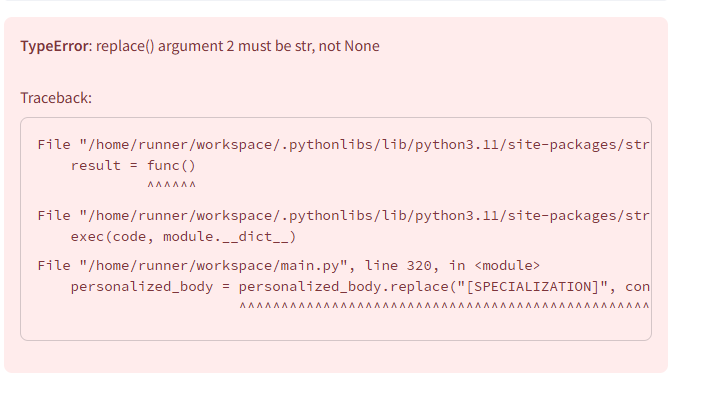 TypeError: replace() argument 2 must be str, not None
Traceback:
File "/home/runner/workspace/.pythonlibs/lib/python3.11/site-packages/str
result = func()
^^^^^^
File "/home/runner/workspace/.pythonlibs/lib/python3.11/site-packages/str
exec(code, module.__dict__)
File "/home/runner/workspace/main.py", line 320, in <module>
personalized_body = personalized_body.replace("[SPECIALIZATION]", con
^^^^^^^^^^^^^^^^^^^^^^^^^^^^^^^^^^^^^^^^^^^^^^^^^